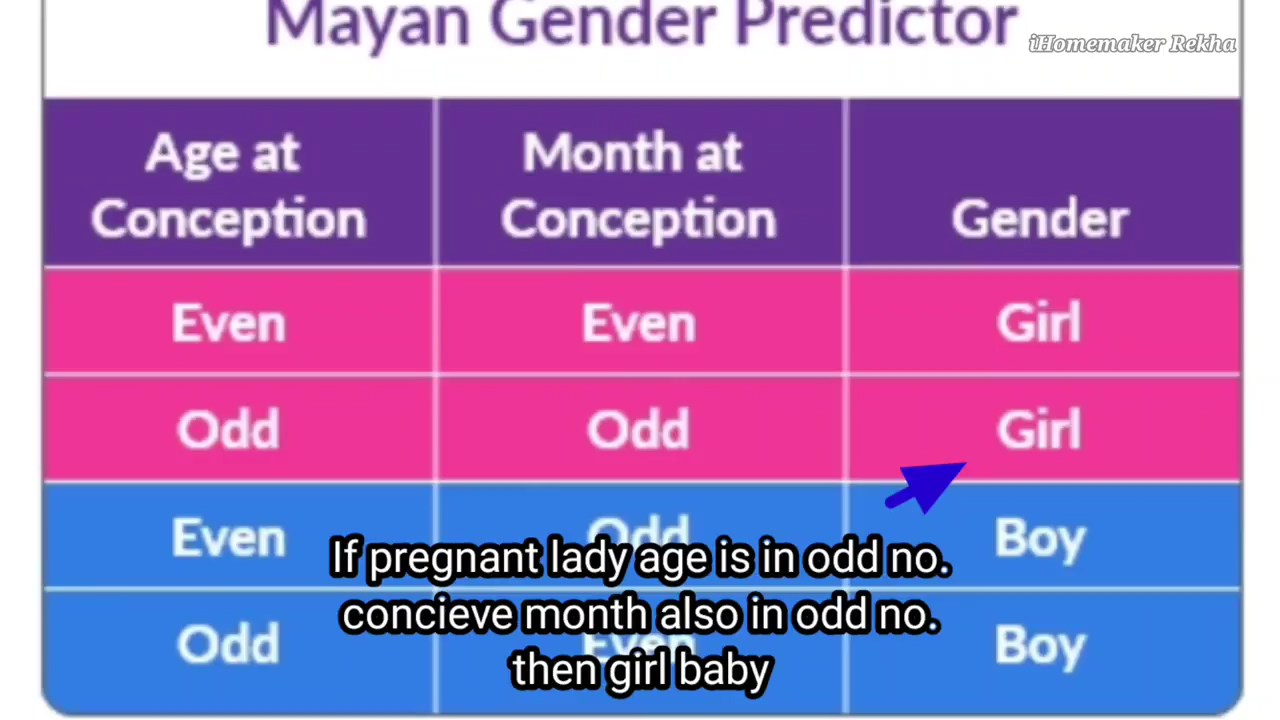 Mayan Gender Predictor
iHomemaker Rekha
Age at Conception Month at Conception Gender
Even Even Girl
Odd Odd Girl
Even Odd Boy
Odd Even Boy
If pregnant lady age is in odd no.
concieve month also in odd no.
then girl baby